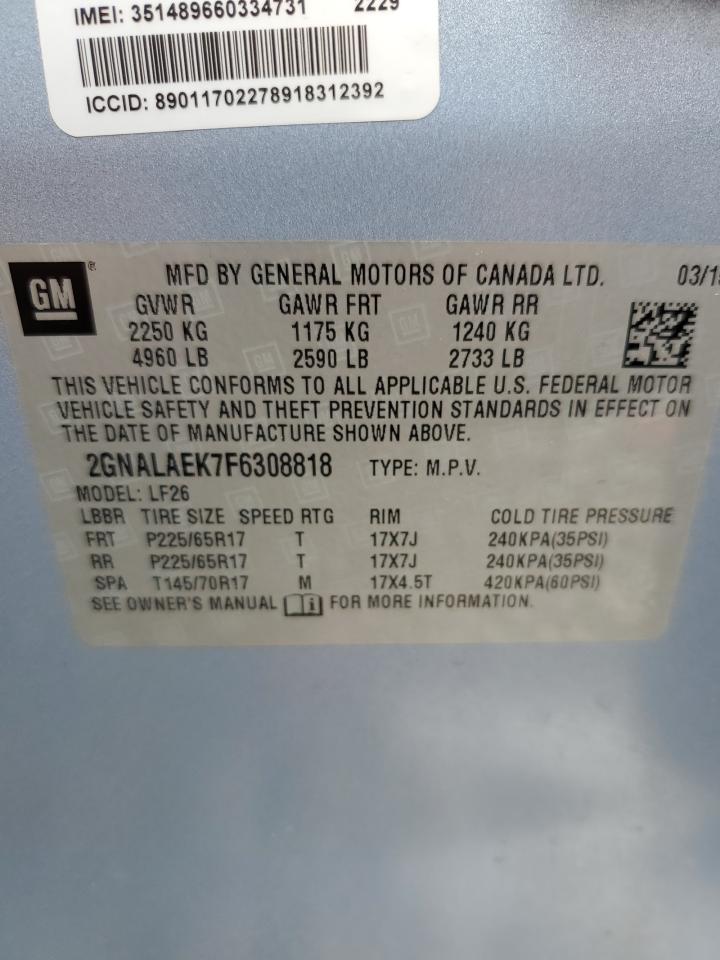 IMEI: 351489660334731 2229
ICCID: 89011702278918312392
GM ® MFD BY GENERAL MOTORS OF CANADA LTD. 03/15
GVWR GAWR FRT GAWR RR
2250 KG 1175 KG 1240 KG
4960 LB 2590 LB 2733 LB
THIS VEHICLE CONFORMS TO ALL APPLICABLE U.S. FEDERAL MOTOR
VEHICLE SAFETY AND THEFT PREVENTION STANDARDS IN EFFECT ON
THE DATE OF MANUFACTURE SHOWN ABOVE.
2GNALAEK7F6308818 TYPE: M.P.V.
MODEL: LF26
LBBR TIRE SIZE SPEED RTG RIM COLD TIRE PRESSURE
FRT P225/65R17 T 17X7J 240KPA(35PSI)
RR P225/65R17 T 17X7J 240KPA(35PSI)
SPA T145/70R17 M 17X4.5T 420KPA(60PSI)
SEE OWNER'S MANUAL i FOR MORE INFORMATION.